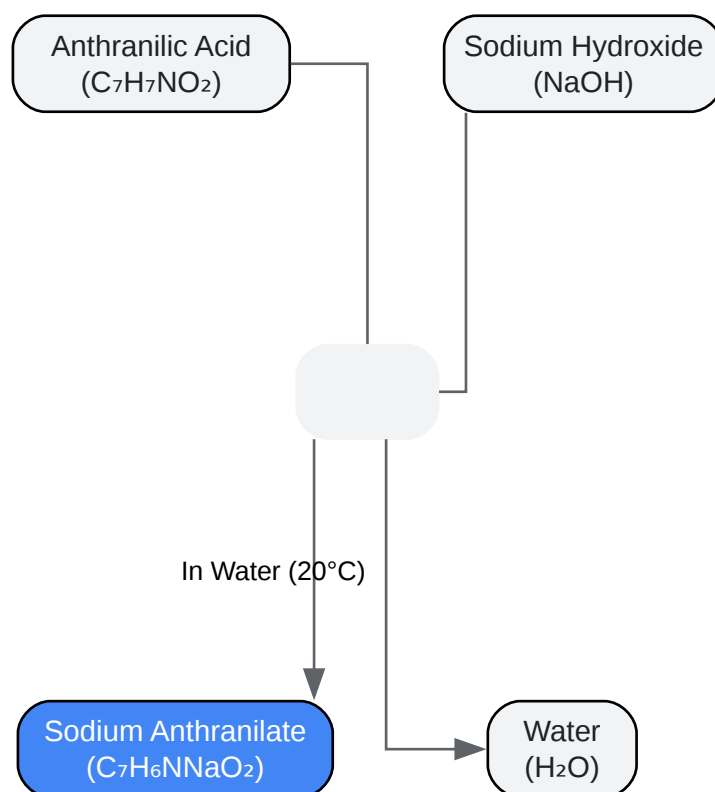 Anthranilic Acid
(C₇H₇NO₂)
Sodium Hydroxide
(NaOH)
In Water (20°C)
Sodium Anthranilate
(C₇H₆NNaO₂)
Water
(H₂O)